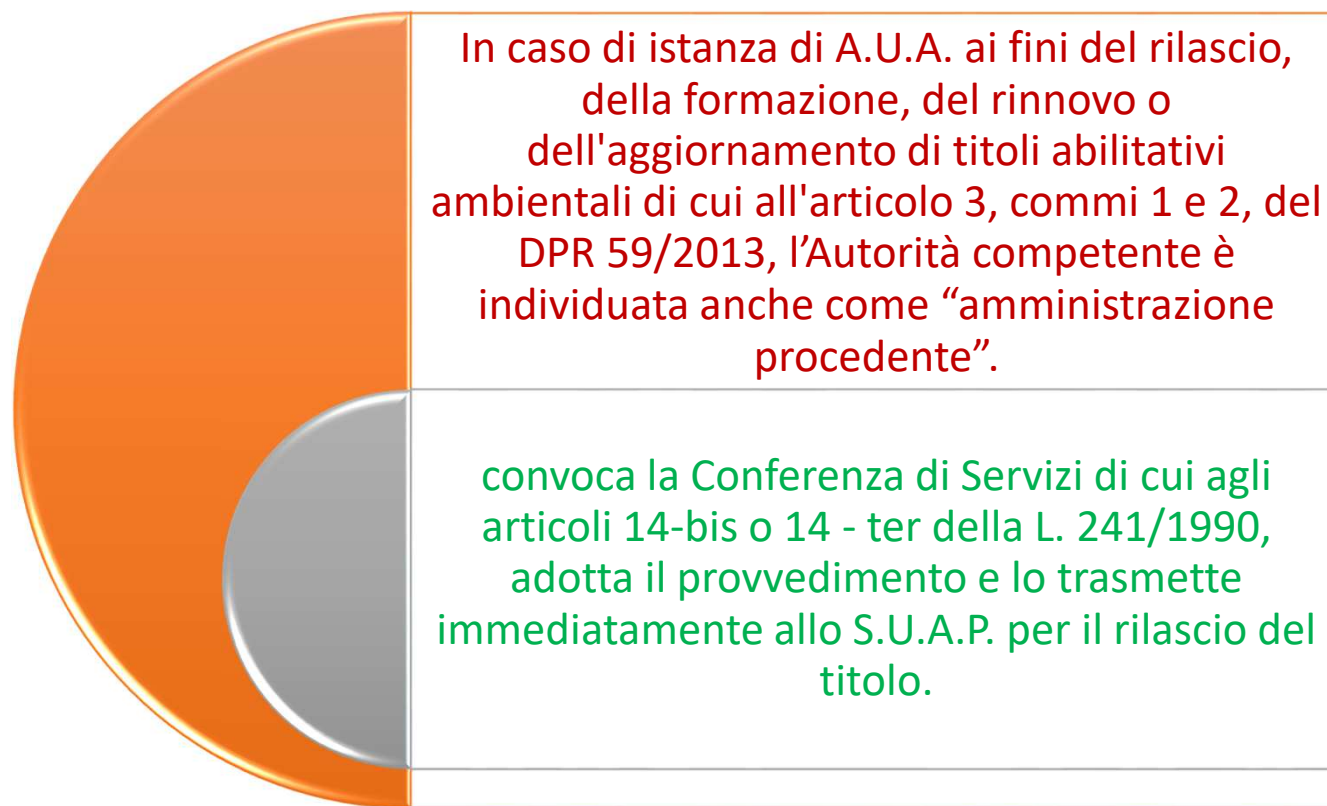 In caso di istanza di A.U.A. ai fini del rilascio,
della formazione, del rinnovo o
dell'aggiornamento di titoli abilitativi
ambientali di cui all'articolo 3, commi 1 e 2, del
DPR 59/2013, l’Autorità competente è
individuata anche come “amministrazione
procedente”.
convoca la Conferenza di Servizi di cui agli
articoli 14-bis o 14 - ter della L. 241/1990,
adotta il provvedimento e lo trasmette
immediatamente allo S.U.A.P. per il rilascio del
titolo.